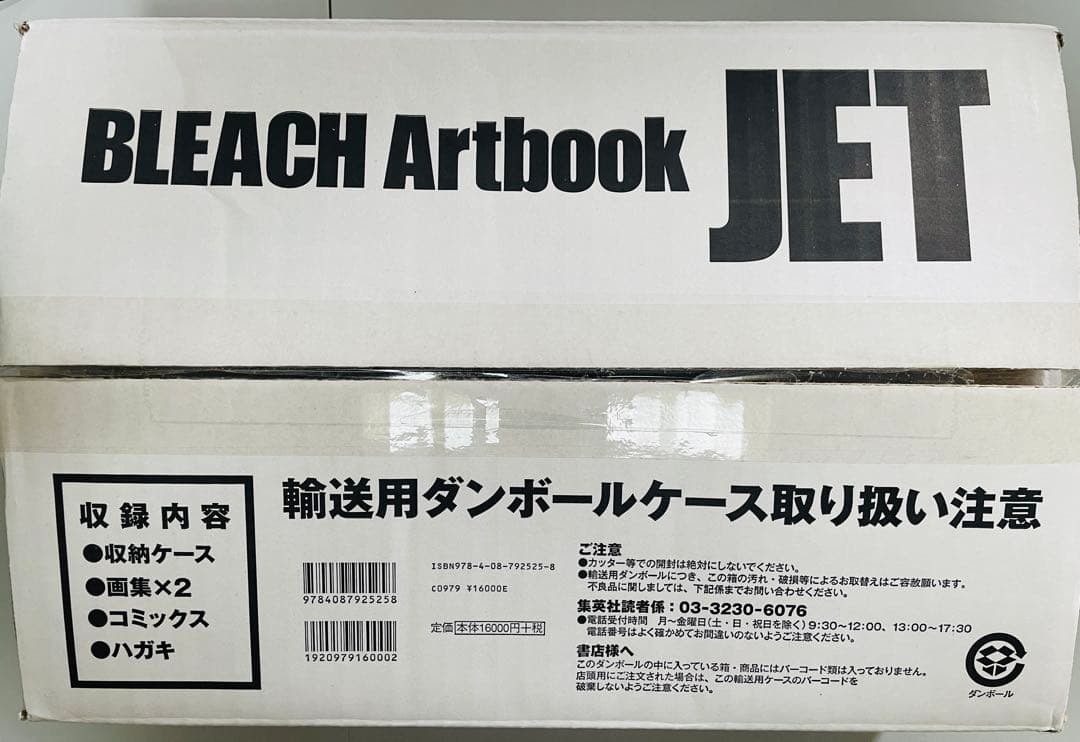 BLEACH Artbook JET
輸送用ダンボールケース取り扱い注意
収録内容
●収納ケース
●画集×2
●コミックス
●ハガキ
9784087925258
1920979160002
ISBN978-4-08-792525-8
C0979 ¥16000E
定価 本体16000円+税
ご注意
●カッター等での開封は絶対にしないでください。
●輸送用ダンボールにつき、この箱の汚れ・破損等によるお取替えはご容赦願います。
不良品に関しましては、下記係までお問い合わせください。
集英社読者係：03-3230-6076
●電話受付時間 月〜金曜日(土・日・祝日を除く) 9:30〜12:00、13:00〜17:30
電話番号はよく確かめてお間違いのないようご注意ください。
書店様へ
このダンボールの中に入っている箱・商品にはバーコード類は入っておりません。
店頭用にご注文された場合は、この輸送用ケースのバーコードを
破棄しないようご注意ください。
ダンボール